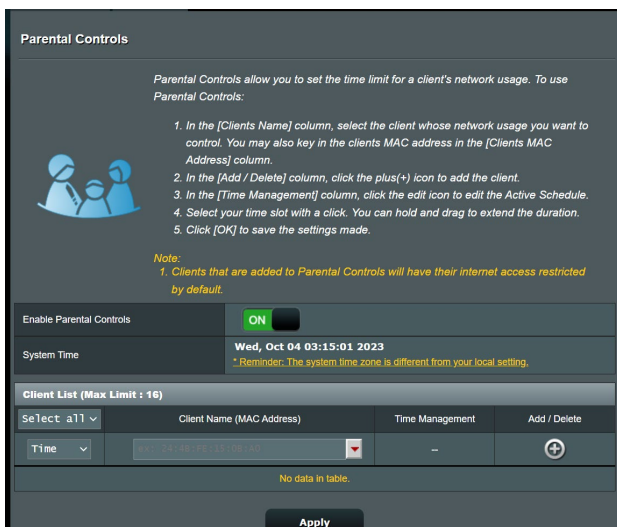 Parental Controls
Parental Controls allow you to set the time limit for a client's network usage. To use
Parental Controls:
1. In the [Clients Name] column, select the client whose network usage you want to
control. You may also key in the clients MAC address in the [Clients MAC
Address] column.
2. In the [Add / Delete] column, click the plus(+) icon to add the client.
3. In the [Time Management] column, click the edit icon to edit the Active Schedule.
4. Select your time slot with a click. You can hold and drag to extend the duration.
5. Click [OK] to save the settings made.
Note:
1. Clients that are added to Parental Controls will have their internet access restricted
by default.
Enable Parental Controls ON
System Time Wed, Oct 04 03:15:01 2023
* Reminder: The system time zone is different from your local setting.
Client List (Max Limit : 16)
Select all Client Name (MAC Address) Time Management Add / Delete
Time --
No data in table.
Apply